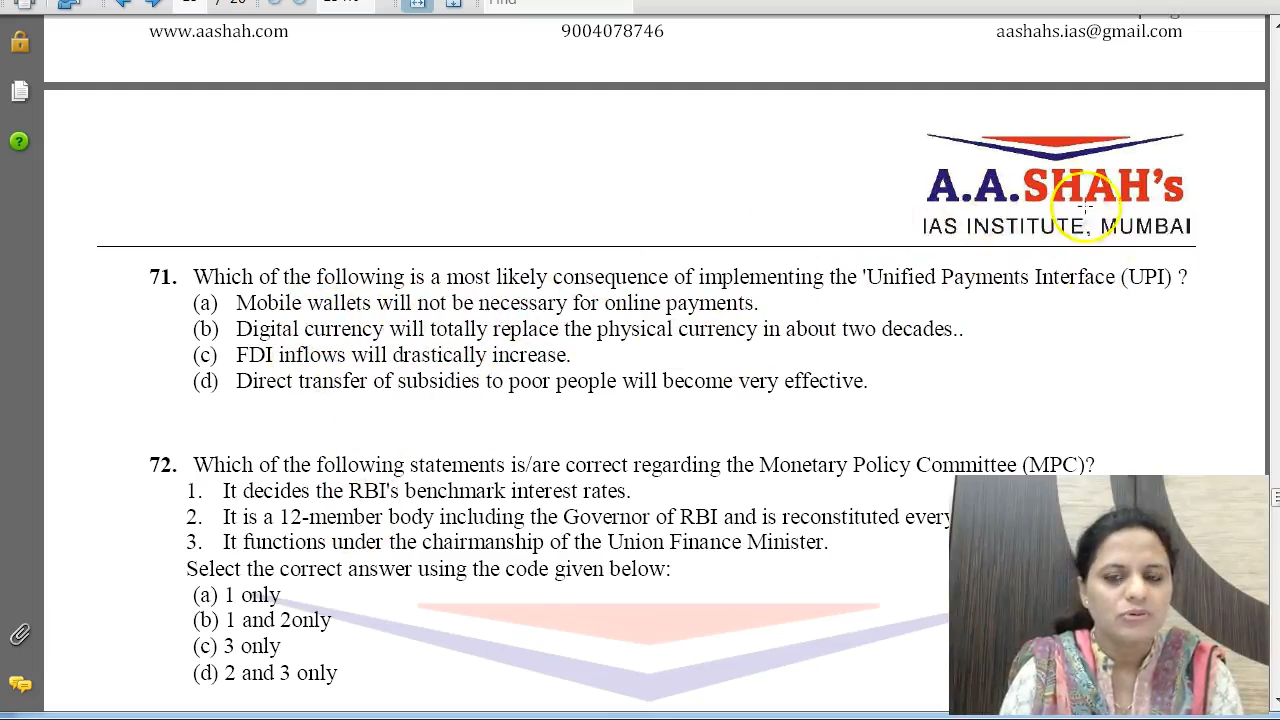 Find
www.aashah.com 9004078746 aashahs.ias@gmail.com
A.A.SHAH's
IAS INSTITUTE, MUMBAI
71. Which of the following is a most likely consequence of implementing the 'Unified Payments Interface (UPI) ?
(a) Mobile wallets will not be necessary for online payments.
(b) Digital currency will totally replace the physical currency in about two decades..
(c) FDI inflows will drastically increase.
(d) Direct transfer of subsidies to poor people will become very effective.
72. Which of the following statements is/are correct regarding the Monetary Policy Committee (MPC)?
1. It decides the RBI's benchmark interest rates.
2. It is a 12-member body including the Governor of RBI and is reconstituted every
3. It functions under the chairmanship of the Union Finance Minister.
Select the correct answer using the code given below:
(a) 1 only
(b) 1 and 2only
(c) 3 only
(d) 2 and 3 only